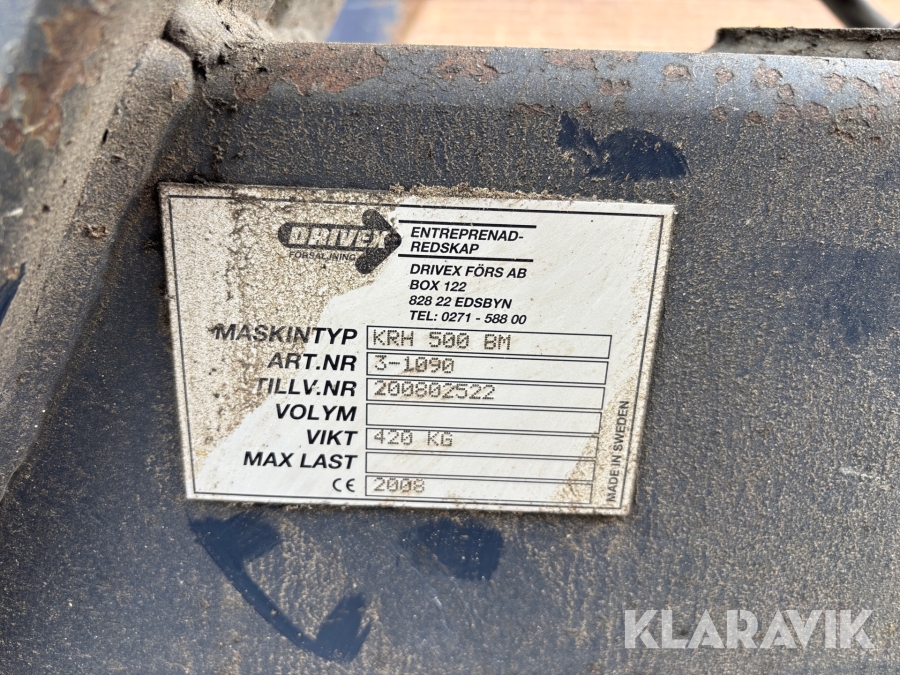 DRIVEX
FÖRSÄLJNING
ENTREPRENAD-
REDSKAP
DRIVEX FÖRS AB
BOX 122
828 22 EDSBYN
TEL: 0271 - 588 00
MASKINTYP KRH 500 BM
ART.NR 3-1090
TILLV.NR 200802522
VOLYM
VIKT 420 KG
MAX LAST
CE 2008
MADE IN SWEDEN
KLARAVIK